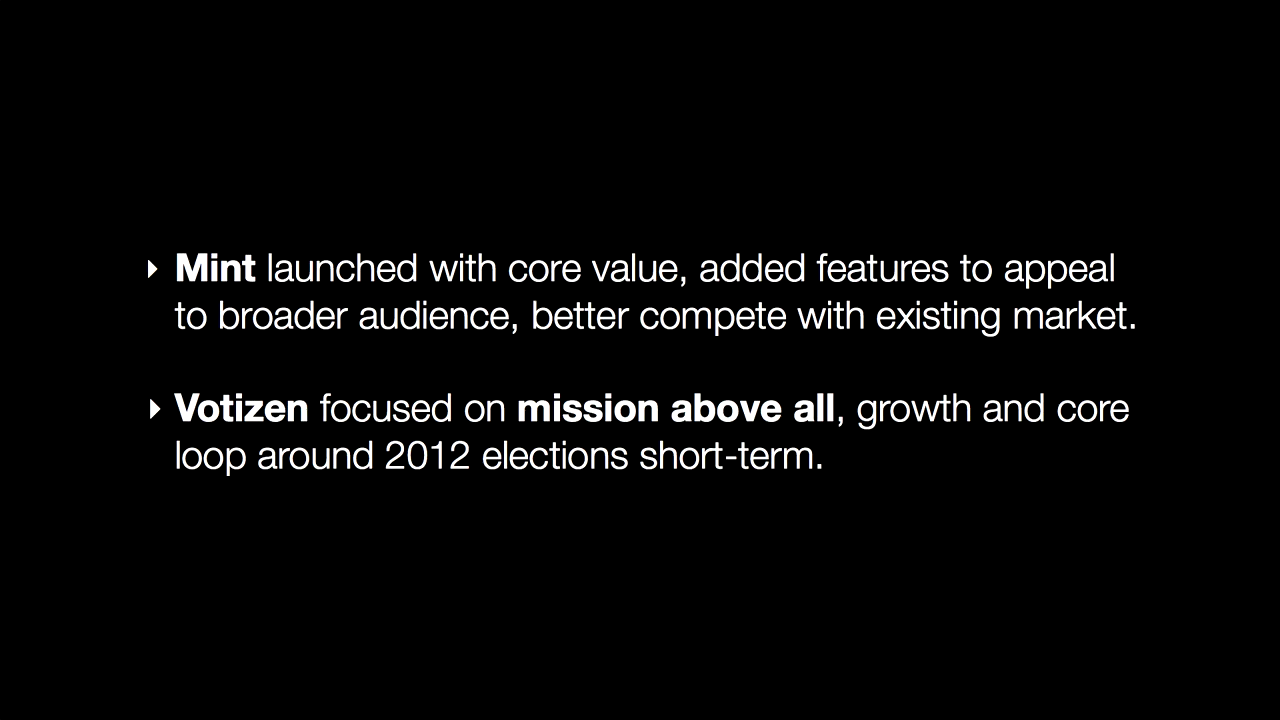 Mint launched with core value, added features to appeal
to broader audience, better compete with existing market.
Votizen focused on mission above all, growth and core
loop around 2012 elections short-term.